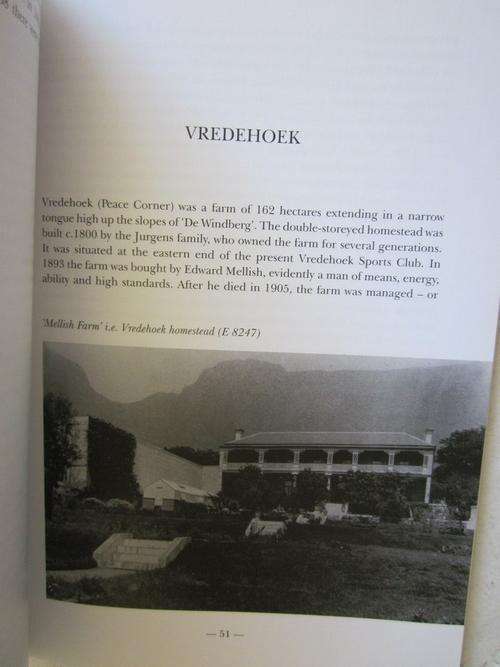 VREDEHOEK
Vredehoek (Peace Corner) was a farm of 162 hectares extending in a narrow
tongue high up the slopes of 'De Windberg'. The double-storeyed homestead was
built c.1800 by the Jurgens family, who owned the farm for several generations.
It was situated at the eastern end of the present Vredehoek Sports Club. In
1893 the farm was bought by Edward Mellish, evidently a man of means, energy,
ability and high standards. After he died in 1905, the farm was managed – or
'Mellish Farm' i.e. Vredehoek homestead (E 8247)
— 51 —